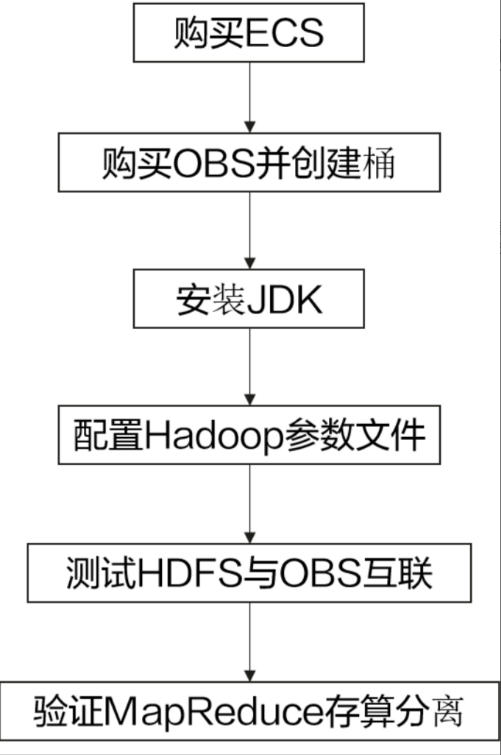 购买ECS
购买OBS并创建桶
安装JDK
配置Hadoop参数文件
测试HDFS与OBS互联
验证MapReduce存算分离